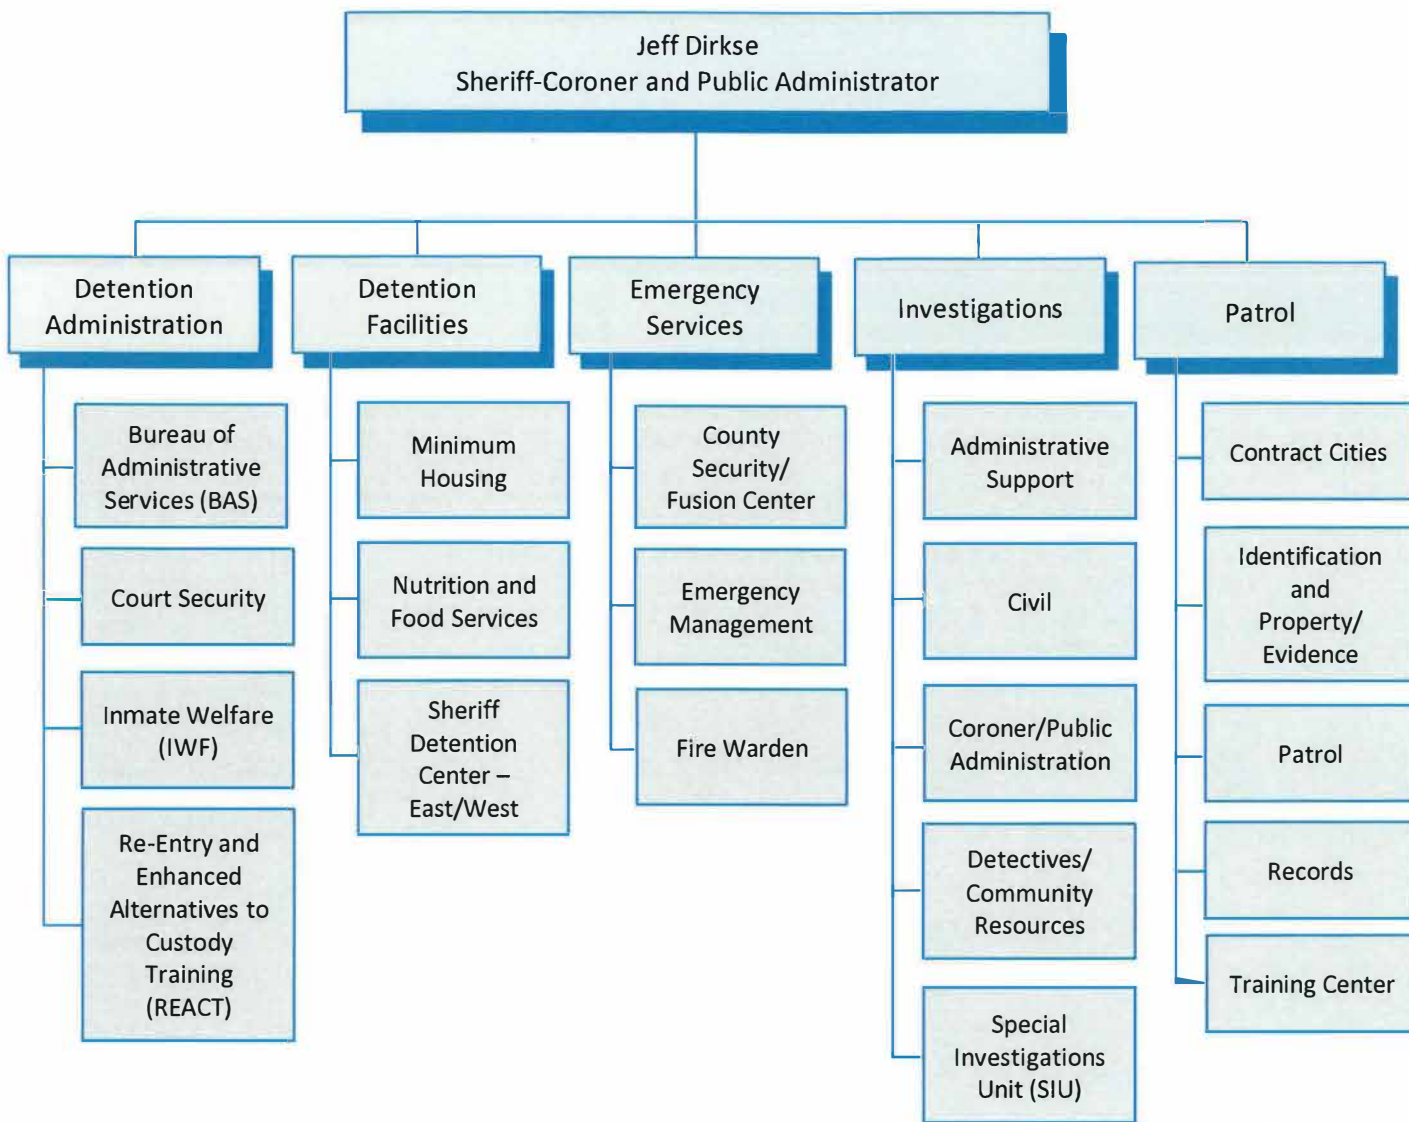 Jeff Dirkse
Sheriff-Coroner and Public Administrator
Detention
Administration
Detention
Facilities
Emergency
Services
Investigations
Patrol
Bureau of
Administrative
Services (BAS)
Court Security
Inmate Welfare
(IWF)
Re-Entry and
Enhanced
Alternatives to
Custody
Training
(REACT)
Minimum
Housing
Nutrition and
Food Services
Sheriff
Detention
Center –
East/West
County
Security/
Fusion Center
Emergency
Management
Fire Warden
Administrative
Support
Civil
Coroner/Public
Administration
Detectives/
Community
Resources
Special
Investigations
Unit (SIU)
Contract Cities
Identification
and
Property/
Evidence
Patrol
Records
Training Center